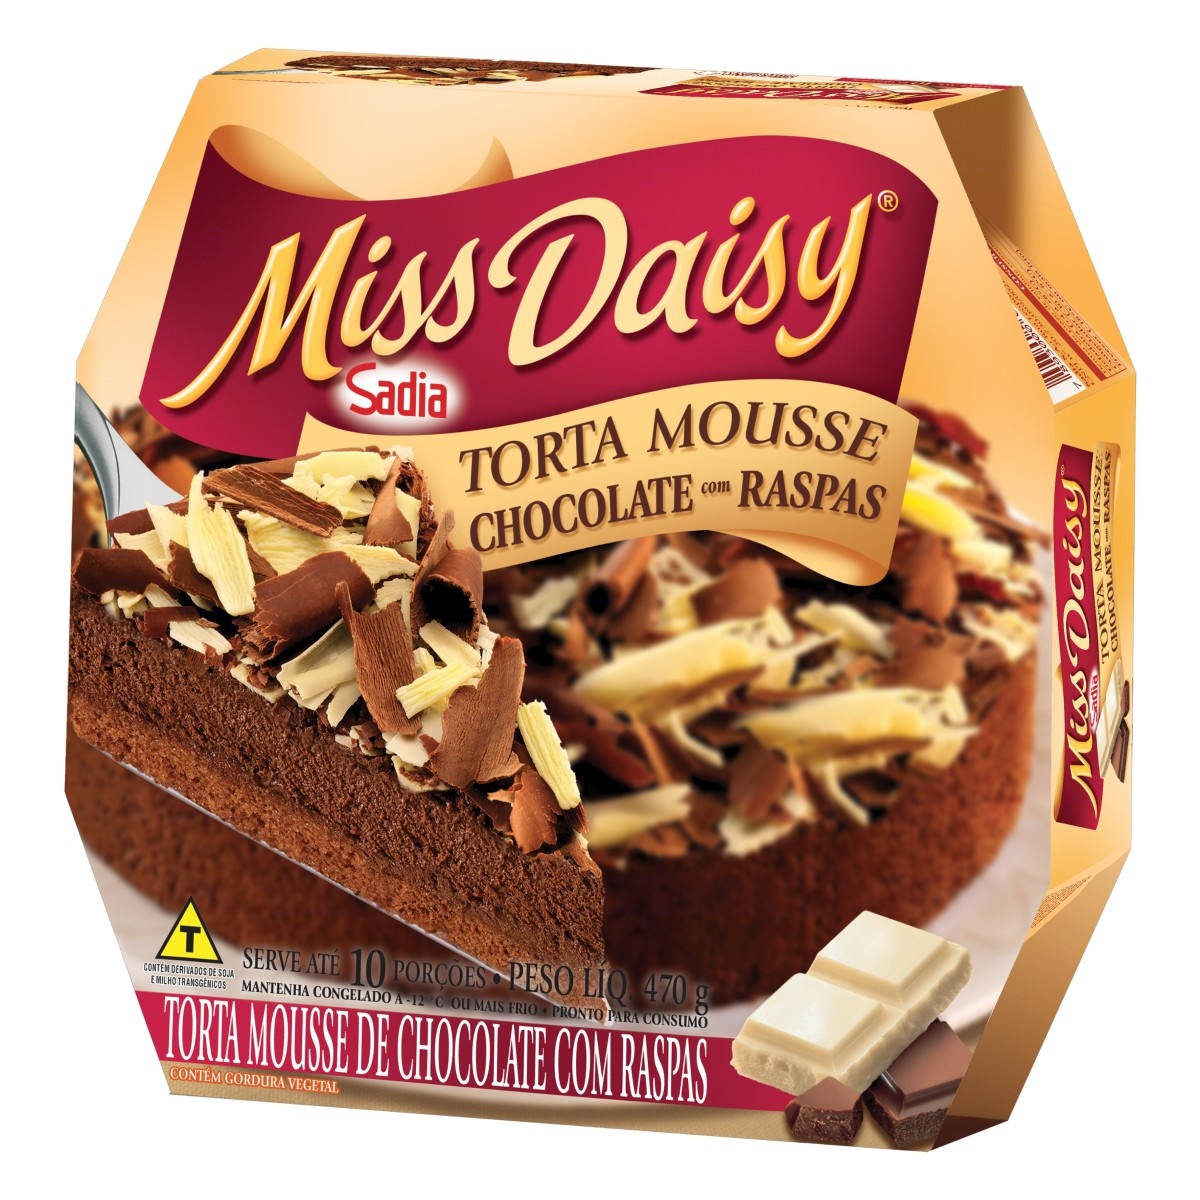 Miss Daisy®
Sadia
TORTA MOUSSE
CHOCOLATE com RASPAS
T
CONTÉM DERIVADOS DE SOJA
E MILHO TRANSGÊNICOS
SERVE ATÉ 10 PORÇÕES • PESO LÍQ. 470 g
MANTENHA CONGELADO A -12 °C OU MAIS FRIO • PRONTO PARA CONSUMO
TORTA MOUSSE DE CHOCOLATE COM RASPAS
CONTÉM GORDURA VEGETAL
Miss Daisy®
Sadia
TORTA MOUSSE
CHOCOLATE com RASPAS